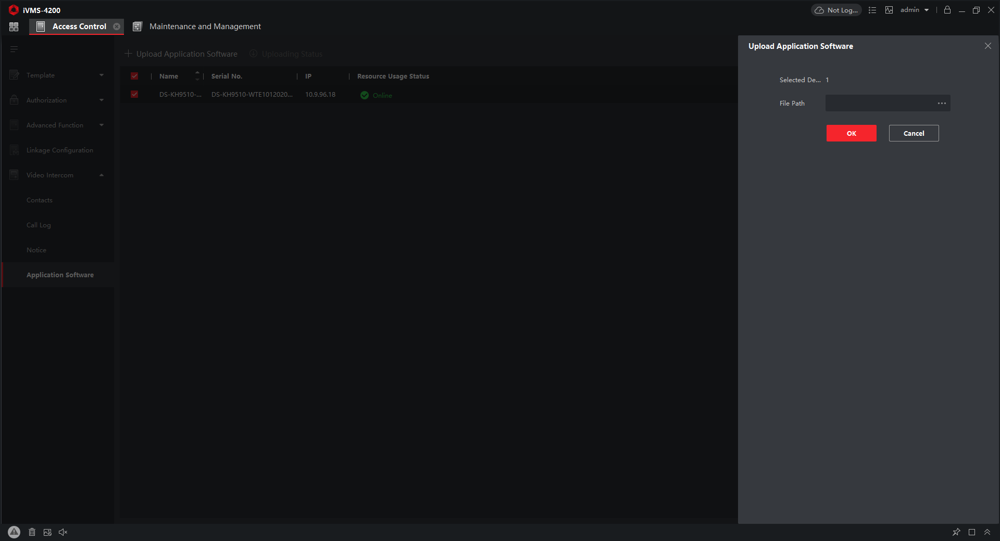 iVMS-4200
Not Log...
admin
Access Control
Maintenance and Management
Upload Application Software
Uploading Status
Upload Application Software
Template
Authorization
Advanced Function
Linkage Configuration
Video Intercom
Contacts
Call Log
Notice
Application Software
Name
Serial No.
IP
Resource Usage Status
DS-KH9510-...
DS-KH9510-WTE1012020...
10.9.96.18
Online
Selected De... 1
File Path
...
OK
Cancel